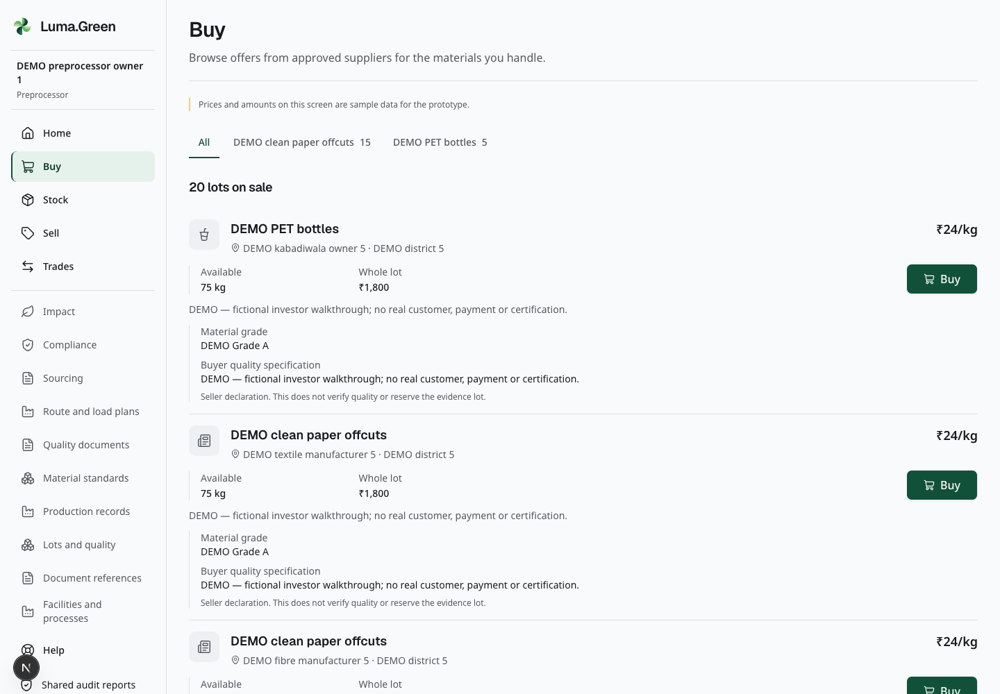 Luma.Green
DEMO preprocessor owner
1
Preprocessor
Home
Buy
Stock
Sell
Trades
Impact
Compliance
Sourcing
Route and load plans
Quality documents
Material standards
Production records
Lots and quality
Document references
Facilities and
processes
Help
N
Shared audit reports
Buy
Browse offers from approved suppliers for the materials you handle.
Prices and amounts on this screen are sample data for the prototype.
All DEMO clean paper offcuts 15 DEMO PET bottles 5
20 lots on sale
DEMO PET bottles ₹24/kg
DEMO kabadiwala owner 5 · DEMO district 5
Available Whole lot
75 kg ₹1,800
Buy
DEMO — fictional investor walkthrough; no real customer, payment or certification.
Material grade
DEMO Grade A
Buyer quality specification
DEMO — fictional investor walkthrough; no real customer, payment or certification.
Seller declaration. This does not verify quality or reserve the evidence lot.
DEMO clean paper offcuts ₹24/kg
DEMO textile manufacturer 5 · DEMO district 5
Available Whole lot
75 kg ₹1,800
Buy
DEMO — fictional investor walkthrough; no real customer, payment or certification.
Material grade
DEMO Grade A
Buyer quality specification
DEMO — fictional investor walkthrough; no real customer, payment or certification.
Seller declaration. This does not verify quality or reserve the evidence lot.
DEMO clean paper offcuts ₹24/kg
DEMO fibre manufacturer 5 · DEMO district 5
Available Whole lot
Buy